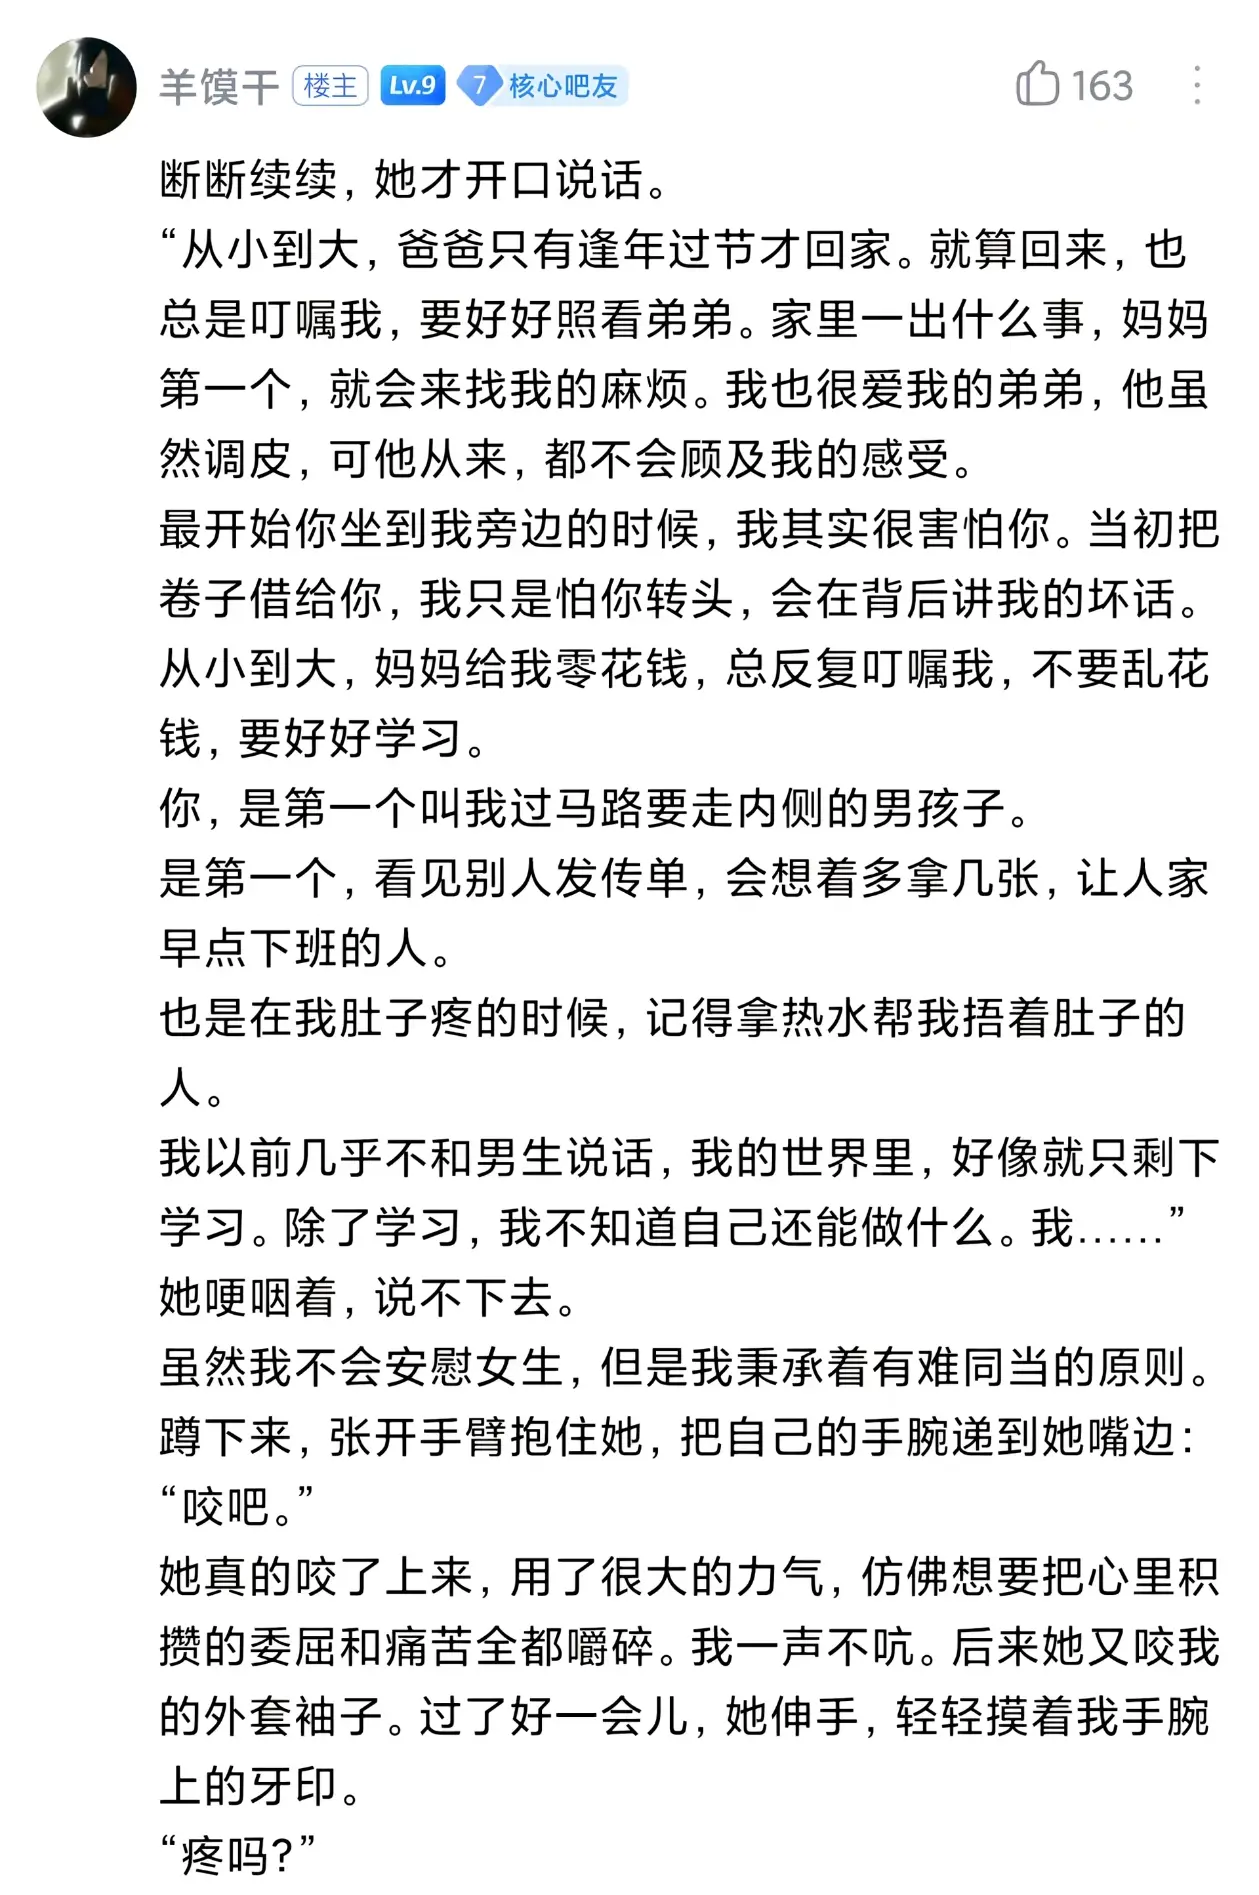 羊馍干 楼主 Lv.9 7 核心吧友 163
断断续续，她才开口说话。
“从小到大，爸爸只有逢年过节才回家。就算回来，也
总是叮嘱我，要好好照看弟弟。家里一出什么事，妈妈
第一个，就会来找我的麻烦。我也很爱我的弟弟，他虽
然调皮，可他从来，都不会顾及我的感受。
最开始你坐到我旁边的时候，我其实很害怕你。当初把
卷子借给你，我只是怕你转头，会在背后讲我的坏话。
从小到大，妈妈给我零花钱，总反复叮嘱我，不要乱花
钱，要好好学习。
你，是第一个叫我过马路要走内侧的男孩子。
是第一个，看见别人发传单，会想着多拿几张，让人家
早点下班的人。
也是在我肚子疼的时候，记得拿热水帮我捂着肚子的
人。
我以前几乎不和男生说话，我的世界里，好像就只剩下
学习。除了学习，我不知道自己还能做什么。我……”
她哽咽着，说不下去。
虽然我不会安慰女生，但是我秉承着有难同当的原则。
蹲下来，张开手臂抱住她，把自己的手腕递到她嘴边：
“咬吧。”
她真的咬了上来，用了很大的力气，仿佛想要把心里积
攒的委屈和痛苦全都嚼碎。我一声不吭。后来她又咬我
的外套袖子。过了好一会儿，她伸手，轻轻摸着我手腕
上的牙印。
“疼吗？”